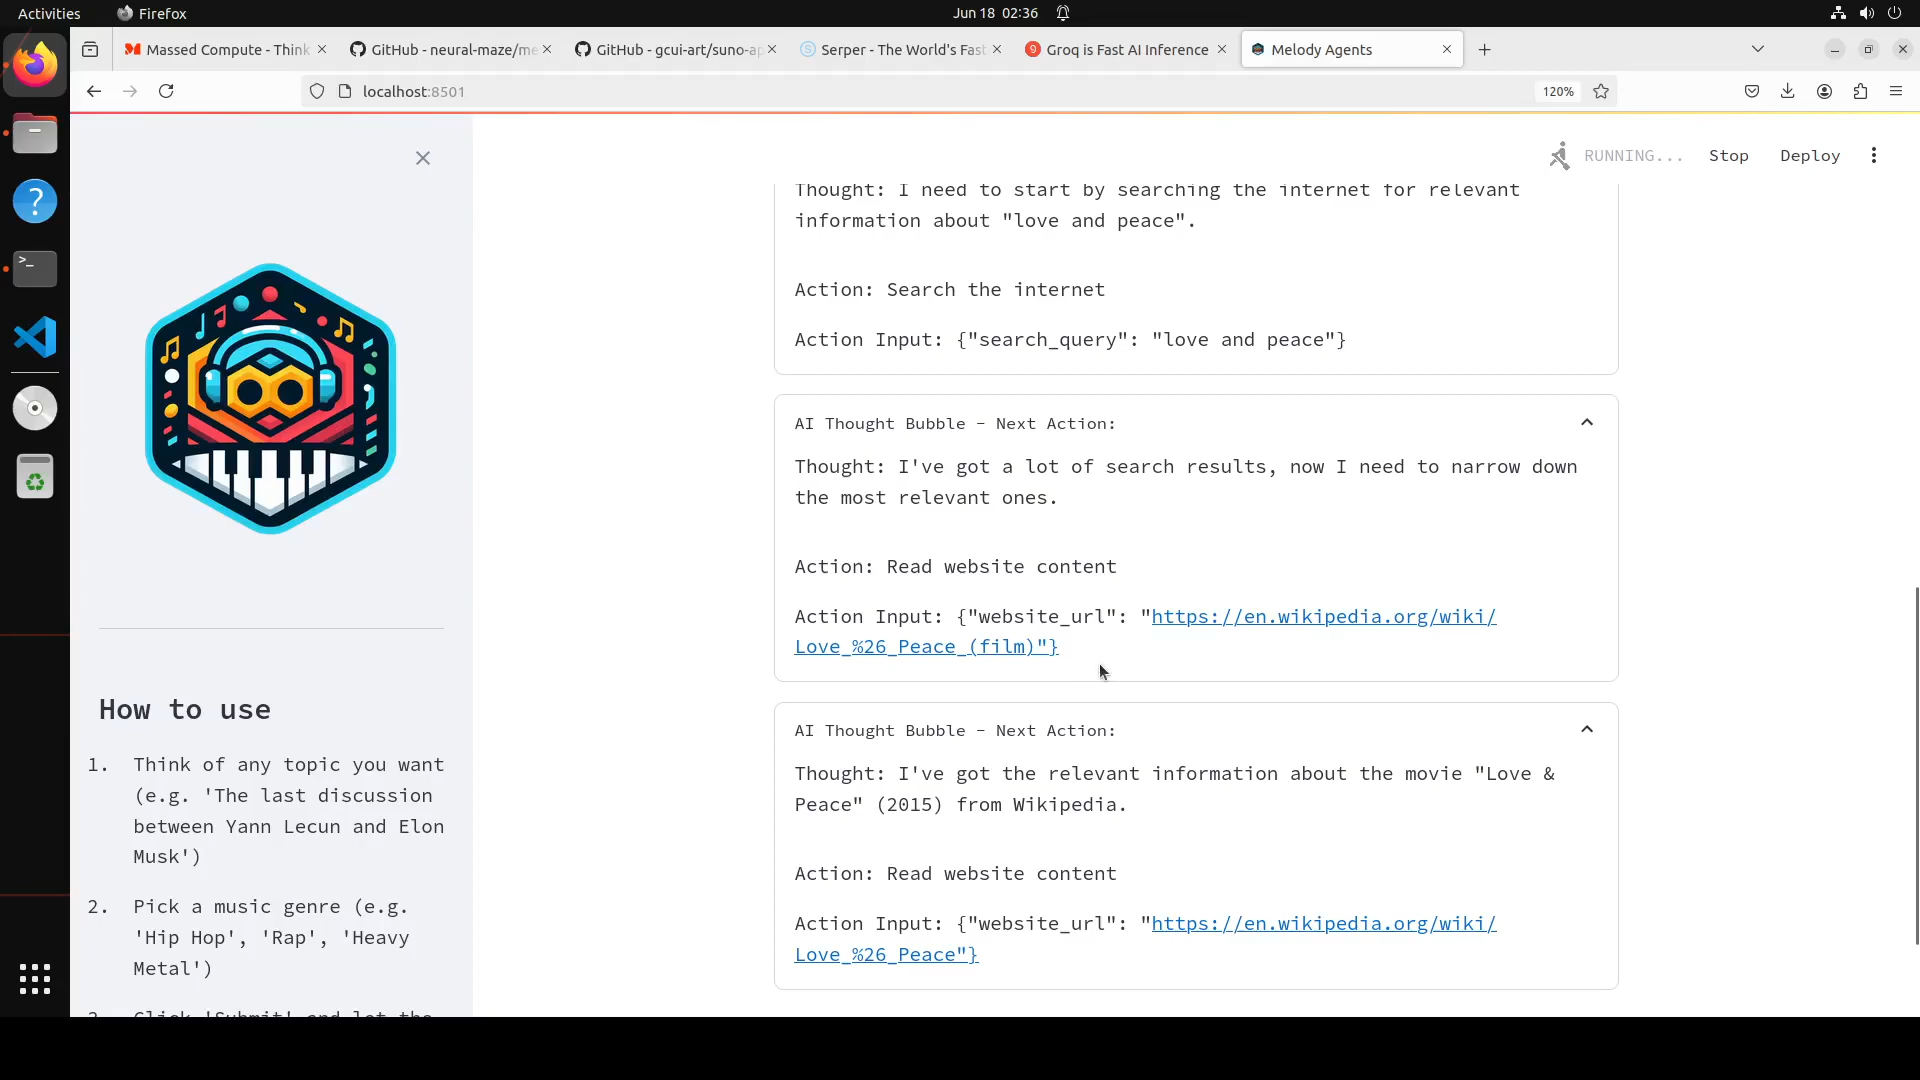 Activities
Firefox
Jun 18 02:36
Massed Compute - Think
GitHub - neural-maze/me
GitHub - gcui-art/suno-ap
Serper - The World's Fast
Groq is Fast AI Inference
Melody Agents
localhost:8501
120%
RUNNING...
Stop
Deploy
Thought: I need to start by searching the internet for relevant
information about "love and peace".
Action: Search the internet
Action Input: {"search_query": "love and peace"}
AI Thought Bubble - Next Action:
Thought: I've got a lot of search results, now I need to narrow down
the most relevant ones.
Action: Read website content
Action Input: {"website_url": "https://en.wikipedia.org/wiki/
Love_%26_Peace_(film)"}
AI Thought Bubble - Next Action:
Thought: I've got the relevant information about the movie "Love &
Peace" (2015) from Wikipedia.
Action: Read website content
Action Input: {"website_url": "https://en.wikipedia.org/wiki/
Love_%26_Peace"}
How to use
1. Think of any topic you want
(e.g. 'The last discussion
between Yann Lecun and Elon
Musk')
2. Pick a music genre (e.g.
'Hip Hop', 'Rap', 'Heavy
Metal')
3. Click 'Submit' and let the